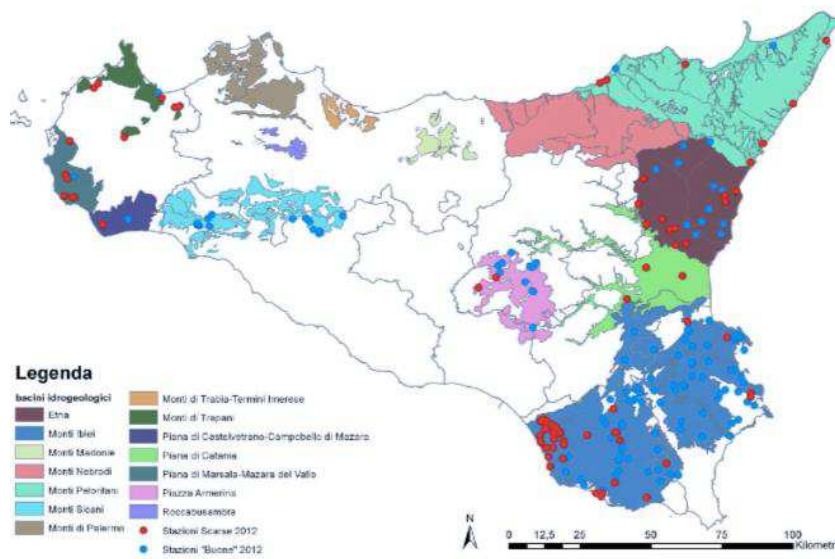 Legenda
bacini idrogeologici
Etna
Monti Iblei
Monti Madonie
Monti Nebrodi
Monti Peloritani
Monti Sicani
Monti di Palermo
Monti di Trabia-Termini Imerese
Monti di Trapani
Piana di Castelvetrano-Campobello di Mazara
Piana di Catania
Piana di Marsala-Mazara del Vallo
Piazza Armerina
Roccabusambra
Stazioni Scarse 2012
Stazioni "Buone" 2012
N
0 12,5 25 50 75 100
Kilometri